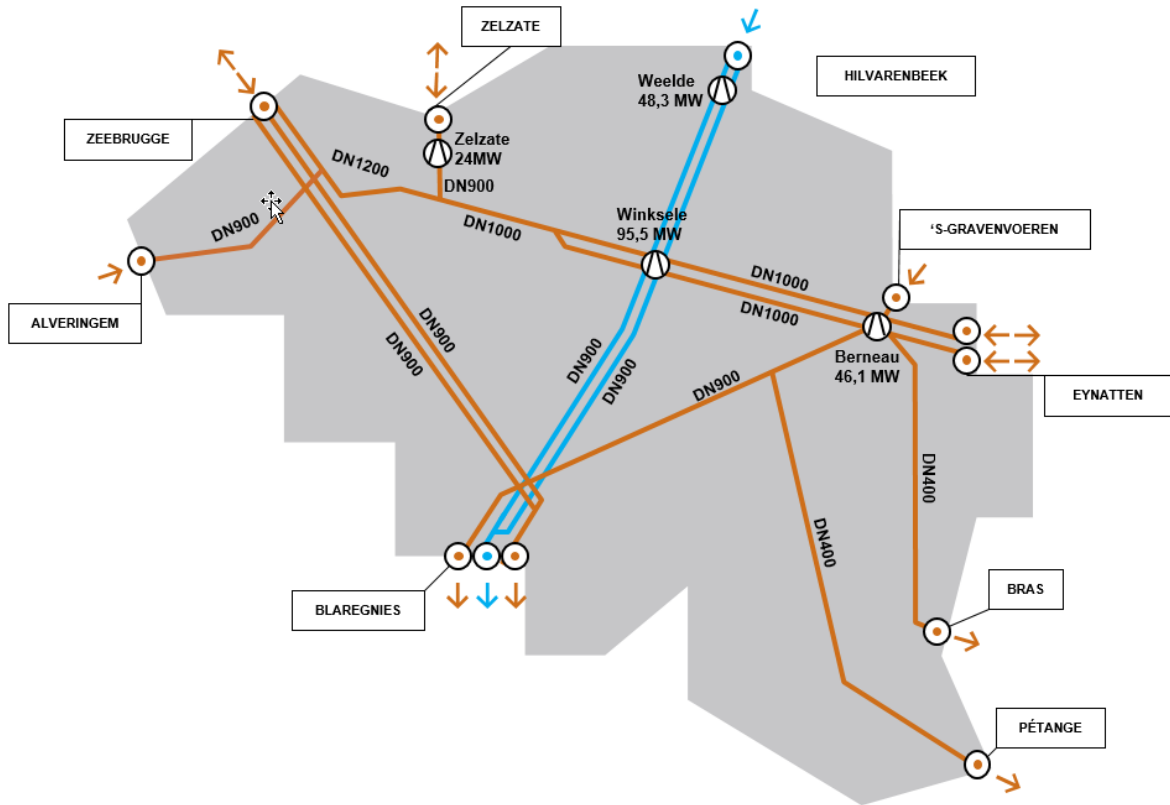 ZELZATE
HILVARENBEEK
Weelde
48,3 MW
ZEEBRUGGE
Zelzate
24MW
DN1200
DN900
DN900
DN1000
Winksele
95,5 MW
'S-GRAVENVOEREN
ALVERINGEM
DN1000
DN1000
DN900
DN900
DN900
DN900
Berneau
46,1 MW
DN900
EYNATTEN
DN400
DN400
BLAREGNIES
BRAS
PÉTANGE